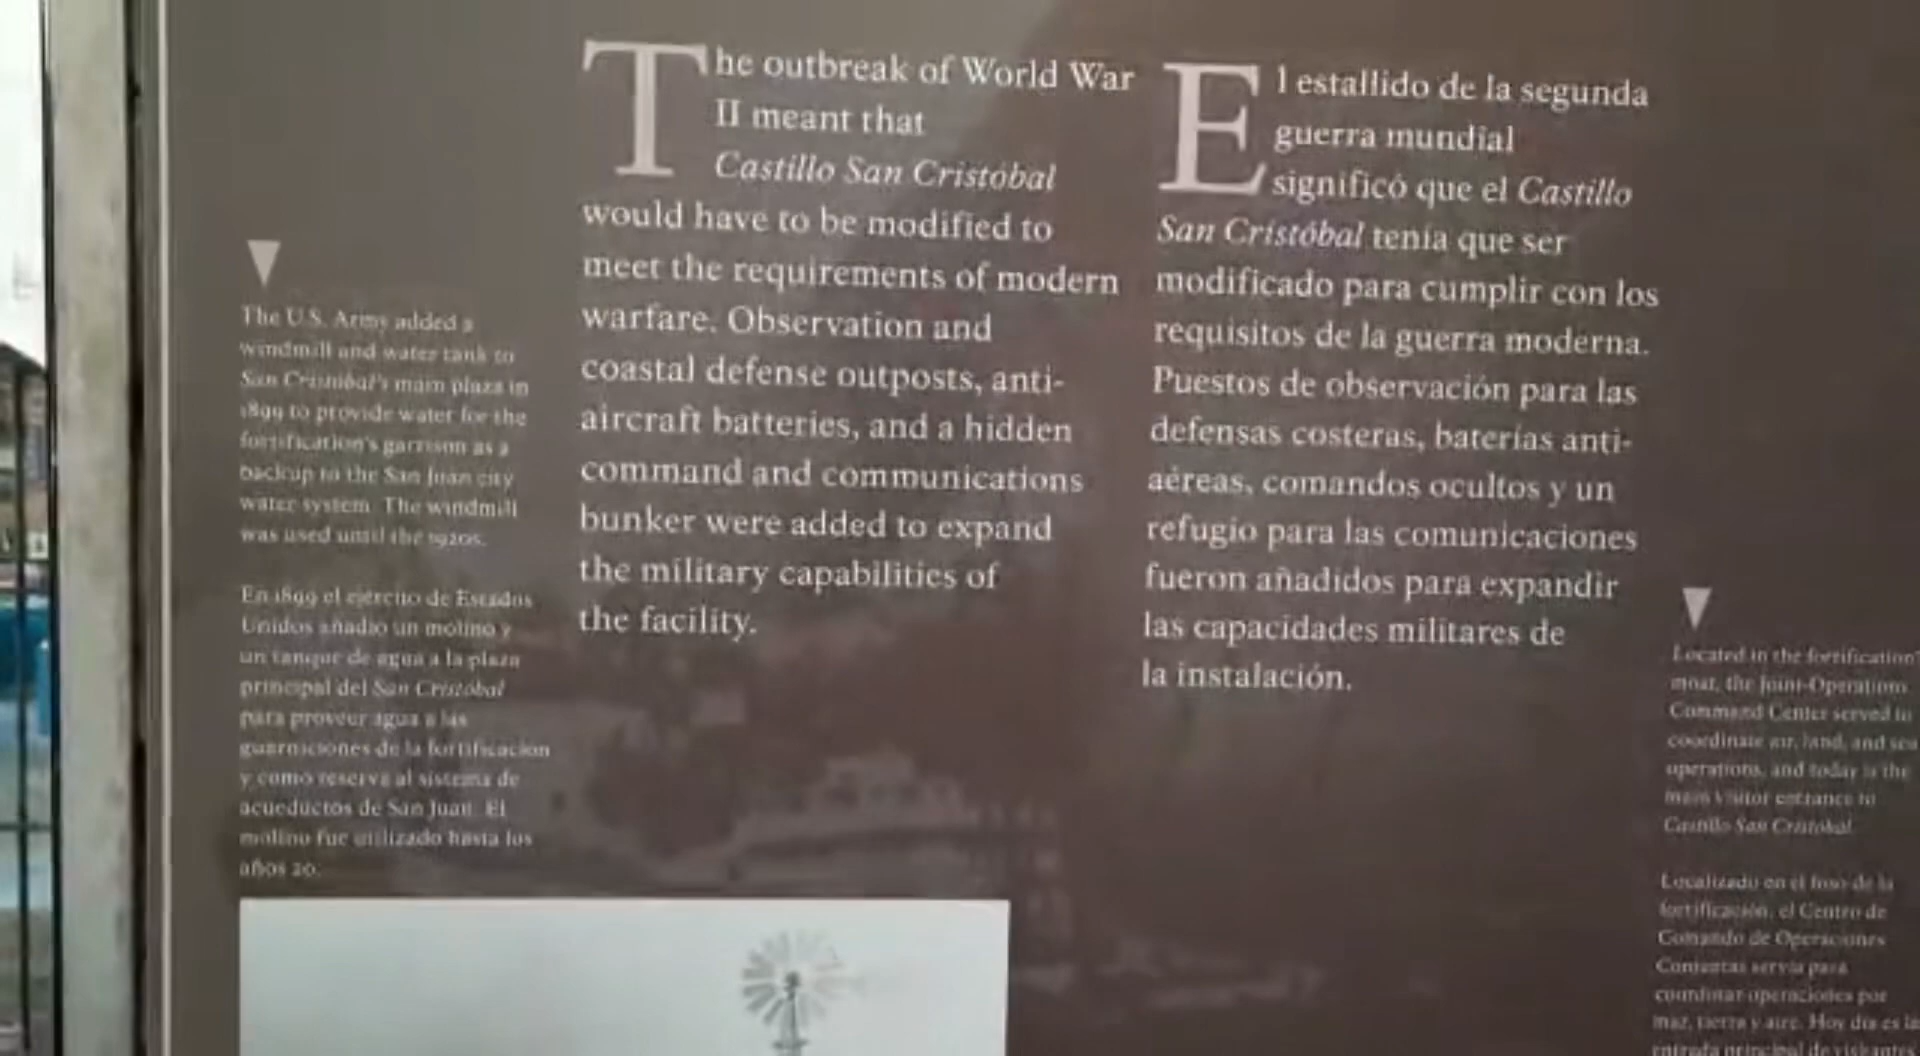 The outbreak of World War
II meant that
Castillo San Cristóbal
would have to be modified to
meet the requirements of modern
warfare. Observation and
coastal defense outposts, anti-
aircraft batteries, and a hidden
command and communications
bunker were added to expand
the military capabilities of
the facility.
El estallido de la segunda
guerra mundial
significó que el Castillo
San Cristóbal tenía que ser
modificado para cumplir con los
requisitos de la guerra moderna.
Puestos de observación para las
defensas costeras, baterías anti-
aéreas, comandos ocultos y un
refugio para las comunicaciones
fueron añadidos para expandir
las capacidades militares de
la instalación.
The U.S. Army added a
windmill and water tank to
San Cristóbal's main plaza in
1899 to provide water for the
fortification's garrison as a
backup to the San Juan city
water system. The windmill
was used until the 1920s.
En 1899 el ejército de Estados
Unidos añadió un molino y
un tanque de agua a la plaza
principal del San Cristóbal
para proveer agua a las
guarniciones de la fortificación
y como reserva al sistema de
acueductos de San Juan. El
molino fue utilizado hasta los
años 20.
Located in the fortification's
moat, the Joint-Operations
Command Center served to
coordinate air, land, and sea
operations, and today is the
main visitor entrance to
Castillo San Cristóbal.
Localizado en el foso de la
fortificación, el Centro de
Comando de Operaciones
Conjuntas servía para
coordinar operaciones por
mar, tierra y aire. Hoy día es la
entrada principal de visitantes